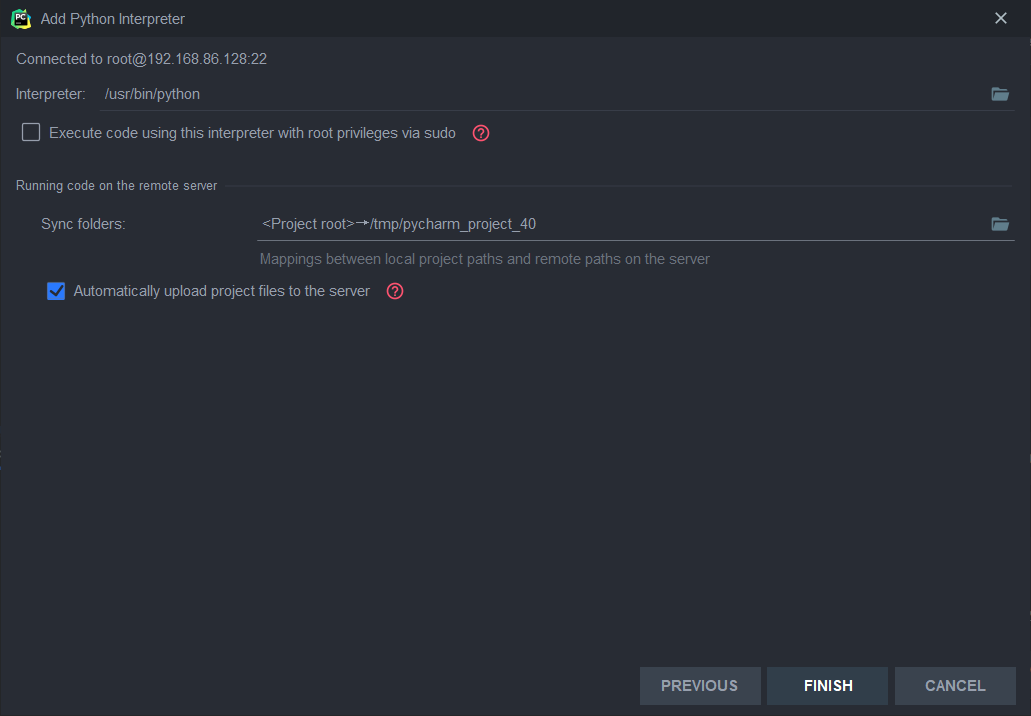 Add Python Interpreter
Connected to root@192.168.86.128:22
Interpreter: /usr/bin/python
Execute code using this interpreter with root privileges via sudo
Running code on the remote server
Sync folders: <Project root>→/tmp/pycharm_project_40
Mappings between local project paths and remote paths on the server
Automatically upload project files to the server
PREVIOUS FINISH CANCEL